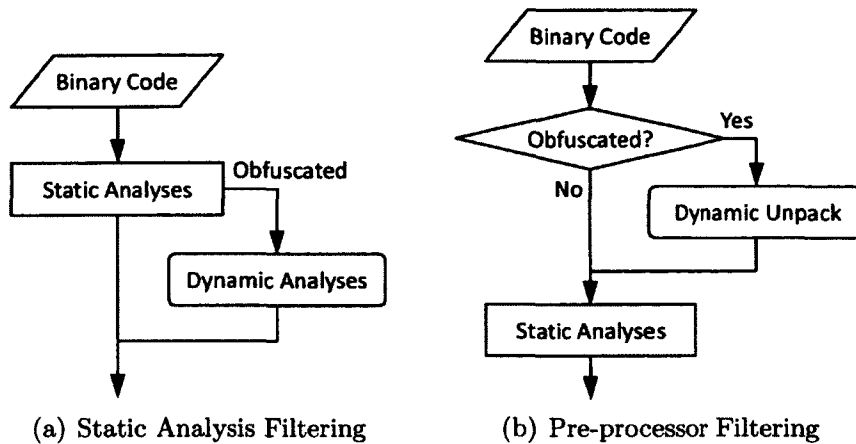 Binary Code
Static Analyses
Obfuscated
Dynamic Analyses
(a) Static Analysis Filtering
Binary Code
Obfuscated?
Yes
No
Dynamic Unpack
Static Analyses
(b) Pre-processor Filtering